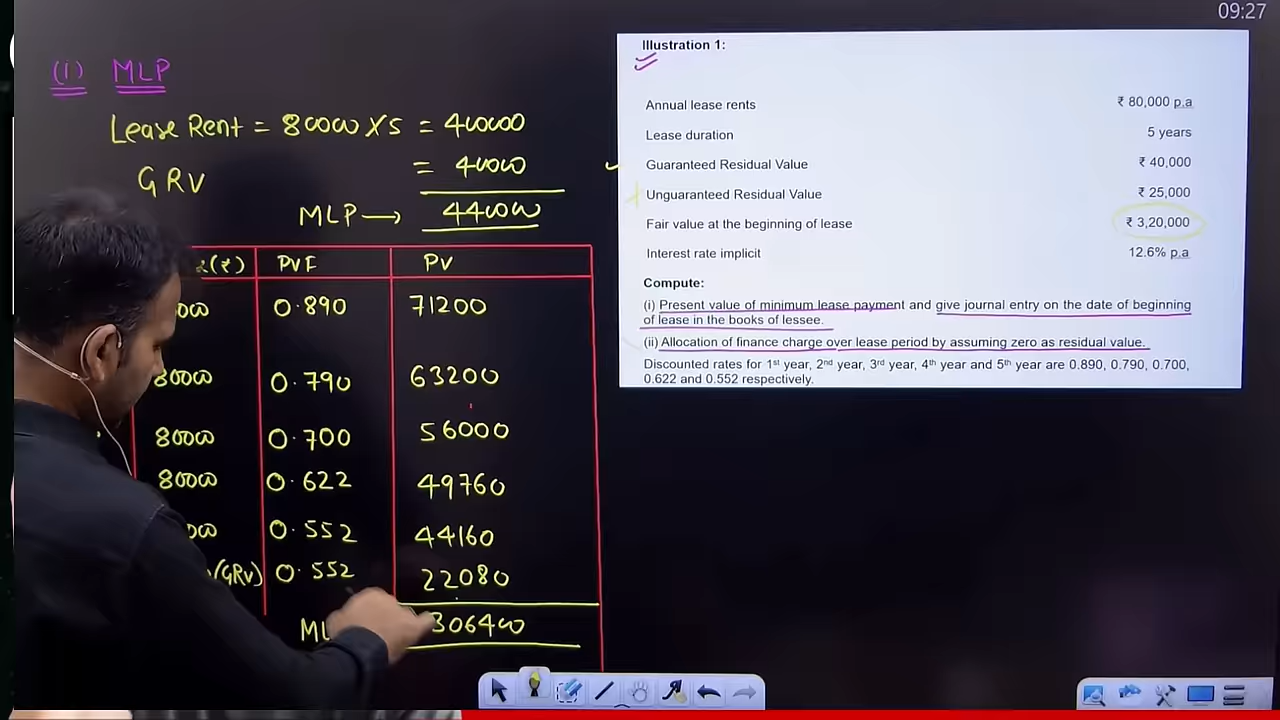 09:27
(i) MLP
Lease Rent = 80000 X 5 = 400000
GRV = 40000
MLP → 440000
(₹) PVF PV
0.890 71200
80000 0.790 63200
80000 0.700 56000
80000 0.622 49760
0.552 44160
(GRV) 0.552 22080
306400
Illustration 1:
Annual lease rents ₹ 80,000 p.a
Lease duration 5 years
Guaranteed Residual Value ₹ 40,000
Unguaranteed Residual Value ₹ 25,000
Fair value at the beginning of lease ₹ 3,20,000
Interest rate implicit 12.6% p.a
Compute:
(i) Present value of minimum lease payment and give journal entry on the date of beginning
of lease in the books of lessee.
(ii) Allocation of finance charge over lease period by assuming zero as residual value.
Discounted rates for 1st year, 2nd year, 3rd year, 4th year and 5th year are 0.890, 0.790, 0.700,
0.622 and 0.552 respectively.